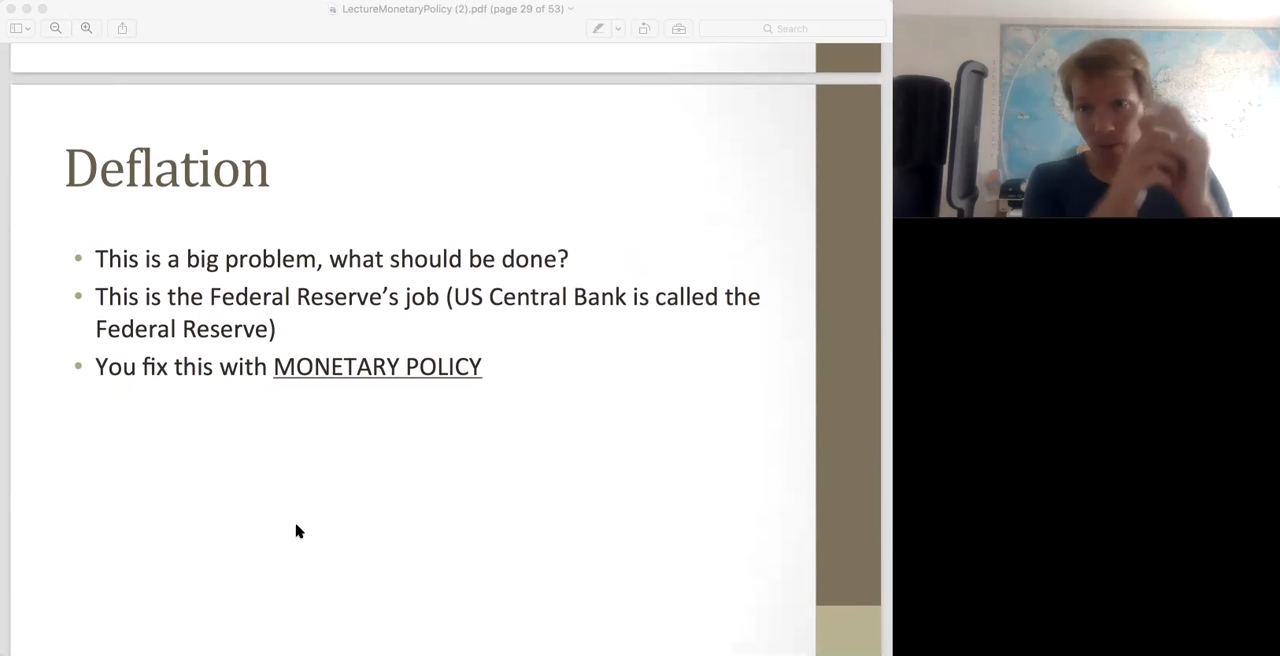 LectureMonetaryPolicy (2).pdf (page 29 of 53)
Search
Deflation
• This is a big problem, what should be done?
• This is the Federal Reserve’s job (US Central Bank is called the
Federal Reserve)
• You fix this with MONETARY POLICY